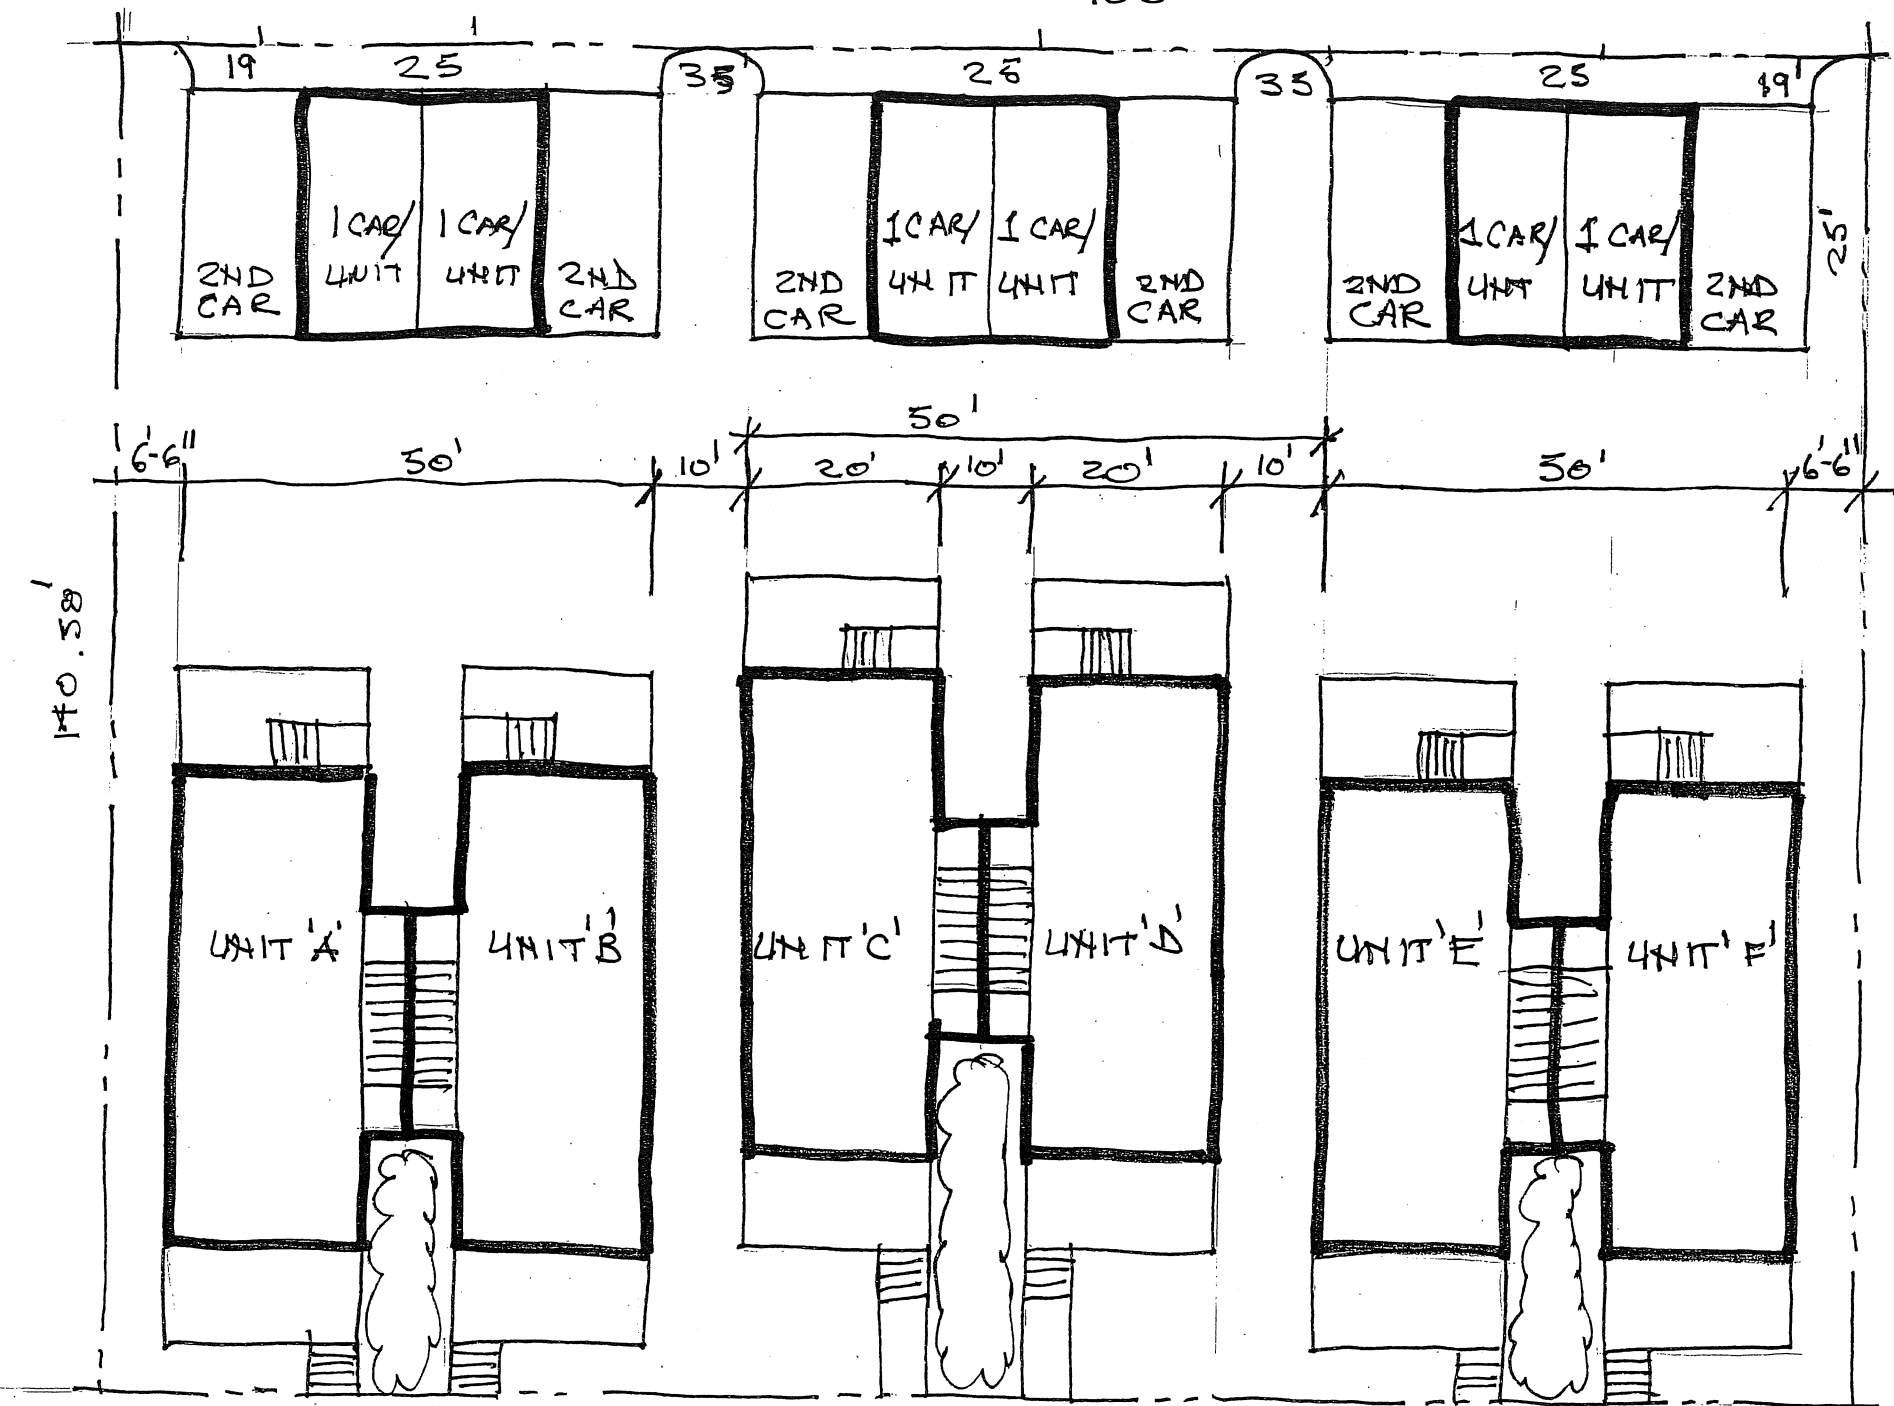 19' 25' 35' 25 35 25 19'
1 CAR/ 1 CAR/ 1 CAR/ 1 CAR/ 1 CAR/ 1 CAR/
UNIT UNIT UNIT UNIT UNT UNIT
2ND 2ND 2ND 2ND 2ND 2ND
CAR CAR CAR CAR CAR CAR
25'
50'
6'-6" 50' 10' 20' 10' 20' 10' 50' 6'-6"
140.58'
UNIT 'A' UNIT 'B' UNIT 'C' UNIT 'D' UNIT 'E' UNIT 'F'